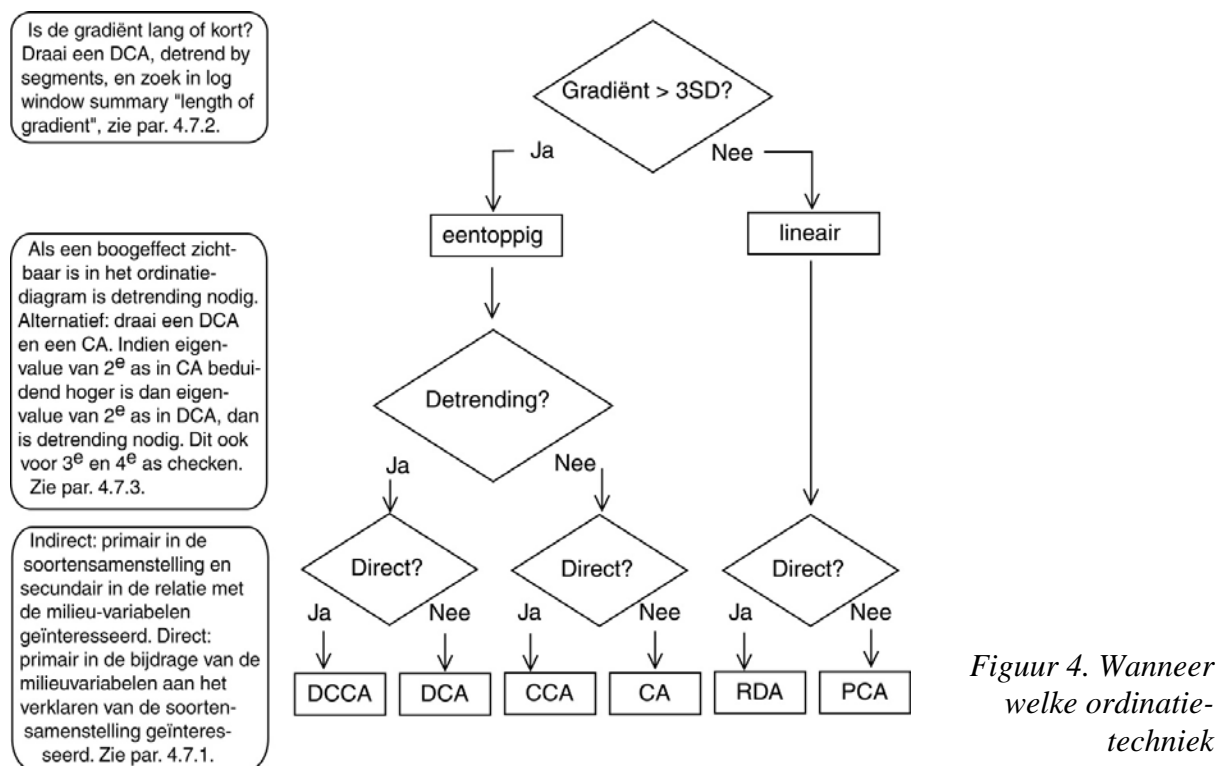 Is de gradiënt lang of kort?
Draai een DCA, detrend by
segments, en zoek in log
window summary "length of
gradient", zie par. 4.7.2.
Gradiënt > 3SD?
Ja
Nee
eentoppig
lineair
Als een boogeffect zicht-
baar is in het ordinatie-
diagram is detrending nodig.
Alternatief: draai een DCA
en een CA. Indien eigen-
value van 2e as in CA bedui-
dend hoger is dan eigen-
value van 2e as in DCA, dan
is detrending nodig. Dit ook
voor 3e en 4e as checken.
Zie par. 4.7.3.
Detrending?
Ja
Nee
Indirect: primair in de
soortensamenstelling en
secundair in de relatie met
de milieu-variabelen
geïnteresseerd. Direct:
primair in de bijdrage van de
milieuvariabelen aan het
verklaren van de soorten-
samenstelling geïnteres-
seerd. Zie par. 4.7.1.
Direct?
Direct?
Direct?
Ja
Nee
Ja
Nee
Ja
Nee
DCCA
DCA
CCA
CA
RDA
PCA
Figuur 4. Wanneer
welke ordinatie-
techniek